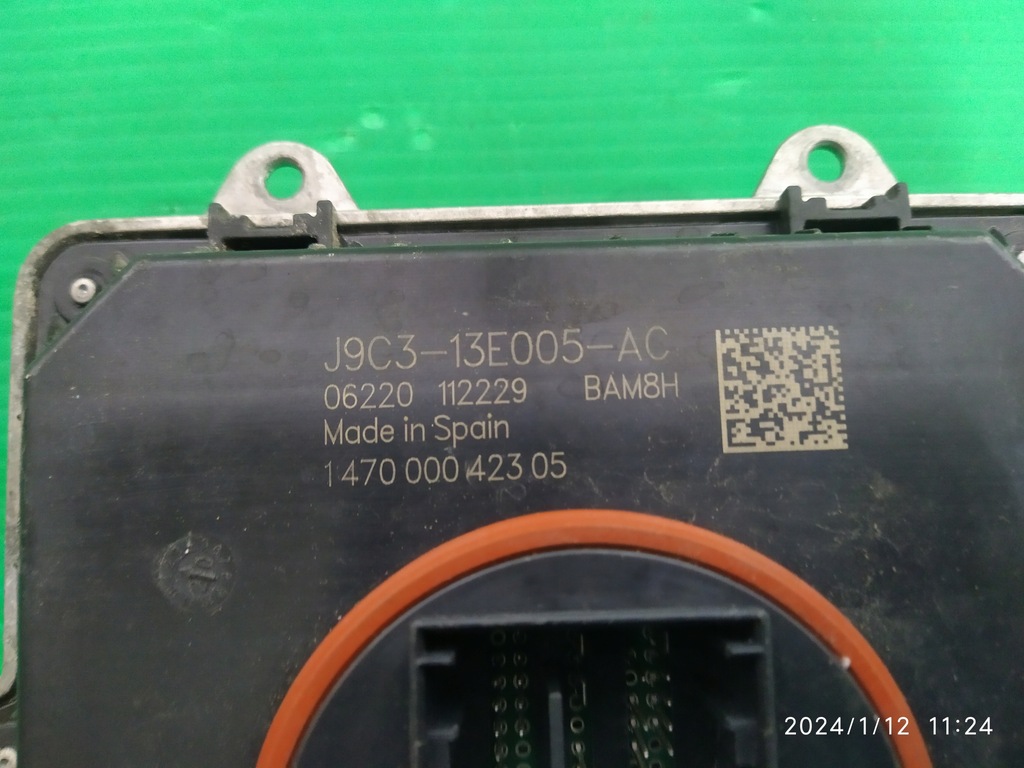 J9C3-13E005-AC
06220 112229 BAM8H
Made in Spain
1 470 000 423 05
2024/1/12 11:24